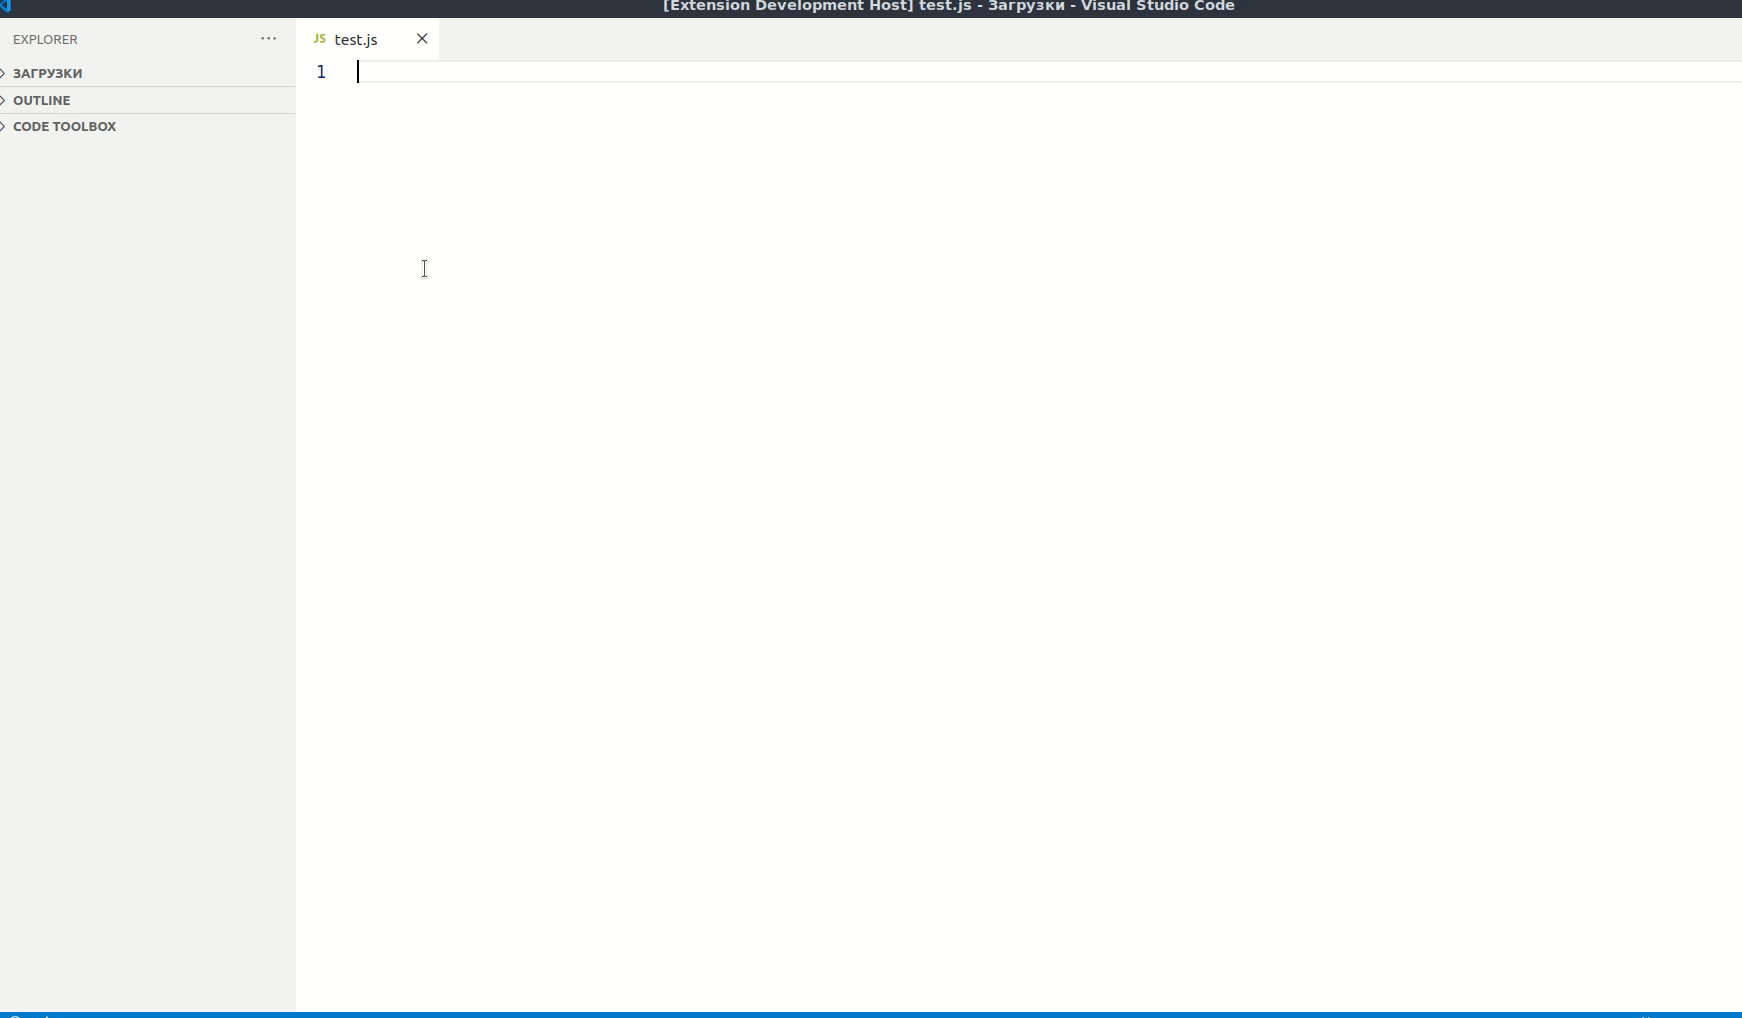 [Extension Development Host] test.js - Загрузки - Visual Studio Code
EXPLORER
JS test.js
ЗАГРУЗКИ
1
OUTLINE
CODE TOOLBOX